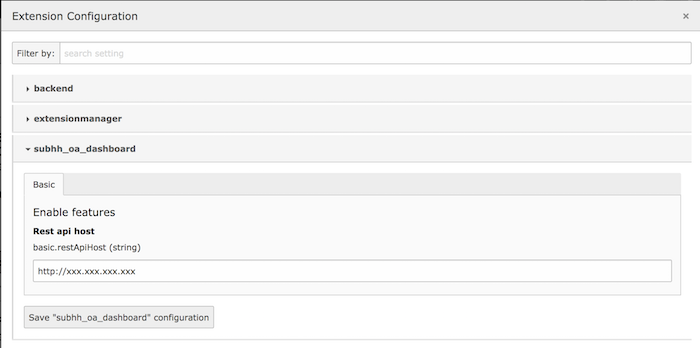 Extension Configuration
Filter by: search setting
backend
extensionmanager
subhh_oa_dashboard
Basic
Enable features
Rest api host
basic.restApiHost (string)
http://xxx.xxx.xxx.xxx
Save "subhh_oa_dashboard" configuration